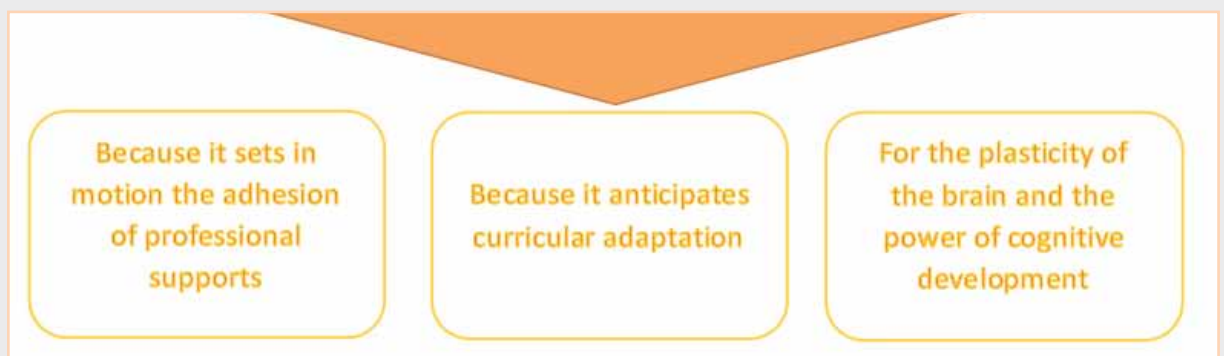 Because it sets in
motion the adhesion
of professional
supports
Because it anticipates
curricular adaptation
For the plasticity of
the brain and the
power of cognitive
development